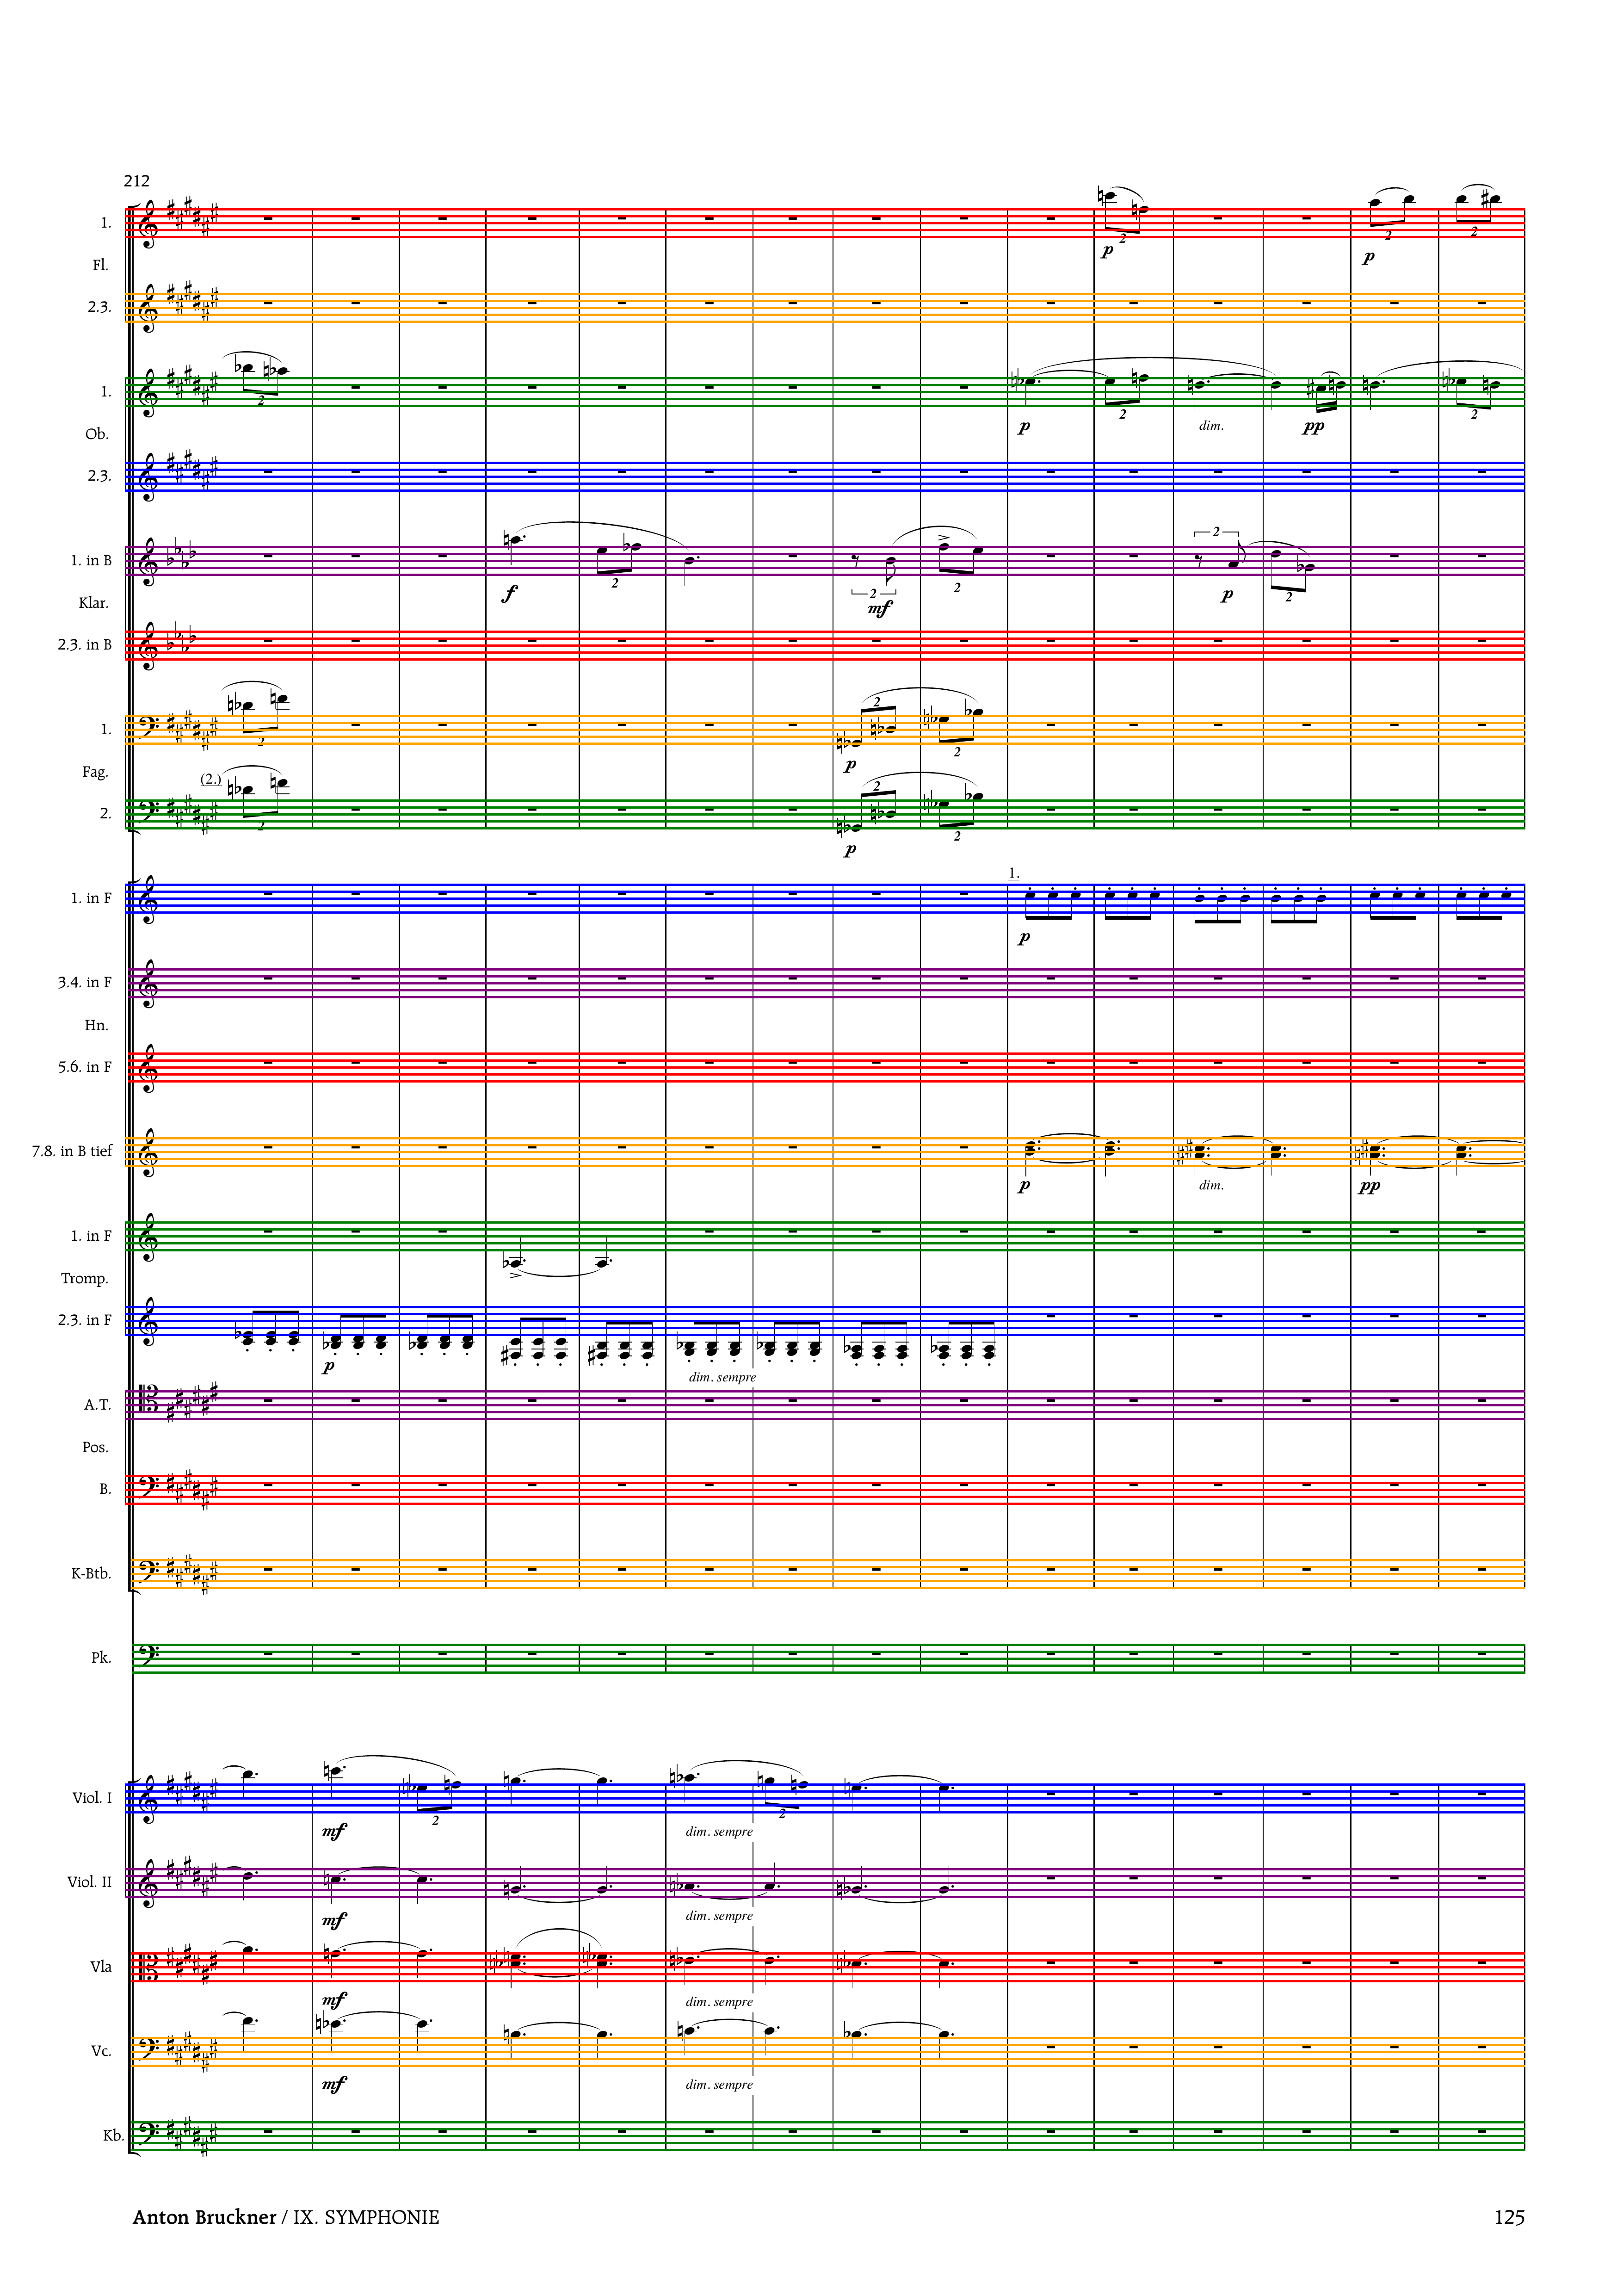 212
1.
Fl.
p 2
p 2 2
2.3.
1.
2
p 2 dim. pp 2
Ob.
2.3.
1. in B
f 2 2 mf 2 2 p 2
Klar.
2.3. in B
1.
2 2 p 2
Fag.
(2.)
2.
2 2 p 2
1.
1. in F
p
3.4. in F
Hn.
5.6. in F
7.8. in B tief
p dim. pp
1. in F
Tromp.
2.3. in F
p dim. sempre
A.T.
Pos.
B.
K-Btb.
Pk.
Viol. I
mf 2 dim. sempre 2
Viol. II
mf dim. sempre
Vla
mf dim. sempre
Vc.
mf dim. sempre
Kb.
Anton Bruckner / IX. SYMPHONIE 125